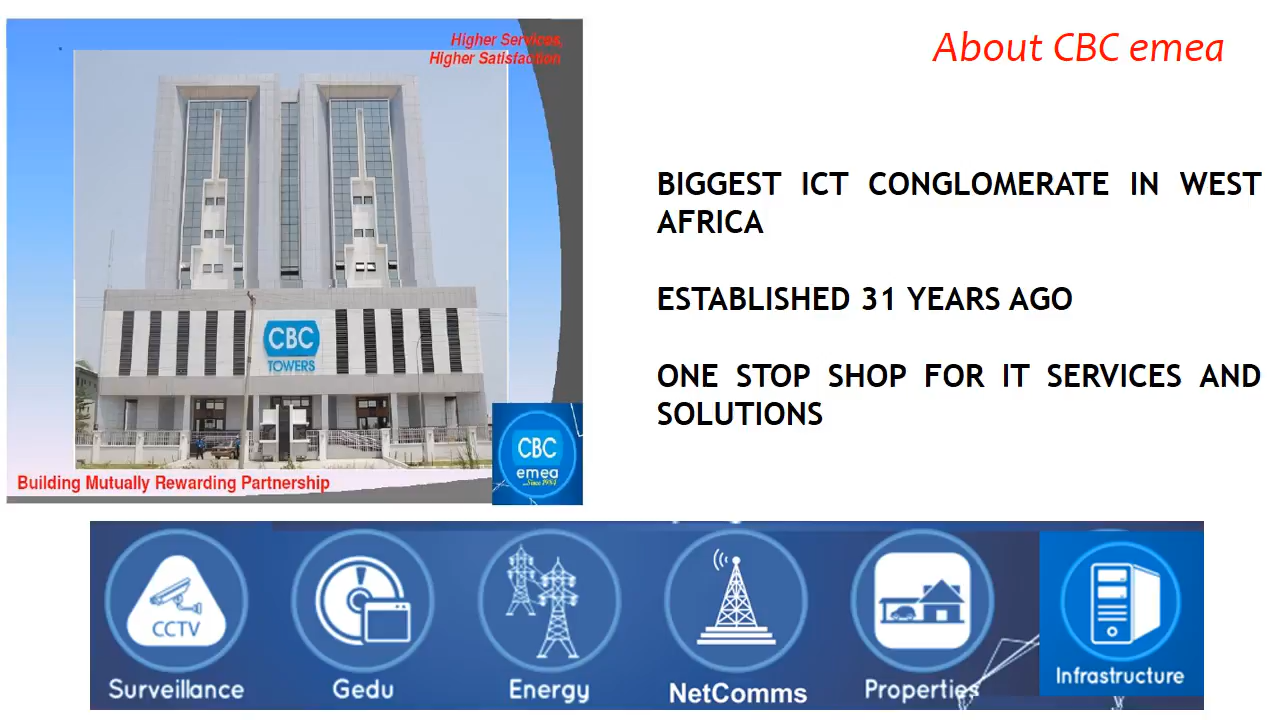 Higher Services,
Higher Satisfaction
About CBC emea
BIGGEST ICT CONGLOMERATE IN WEST
AFRICA
ESTABLISHED 31 YEARS AGO
ONE STOP SHOP FOR IT SERVICES AND
SOLUTIONS
CBC
TOWERS
CBC
emea
...Since 1984
Building Mutually Rewarding Partnership
CCTV
Surveillance
Gedu
Energy
NetComms
Properties
Infrastructure